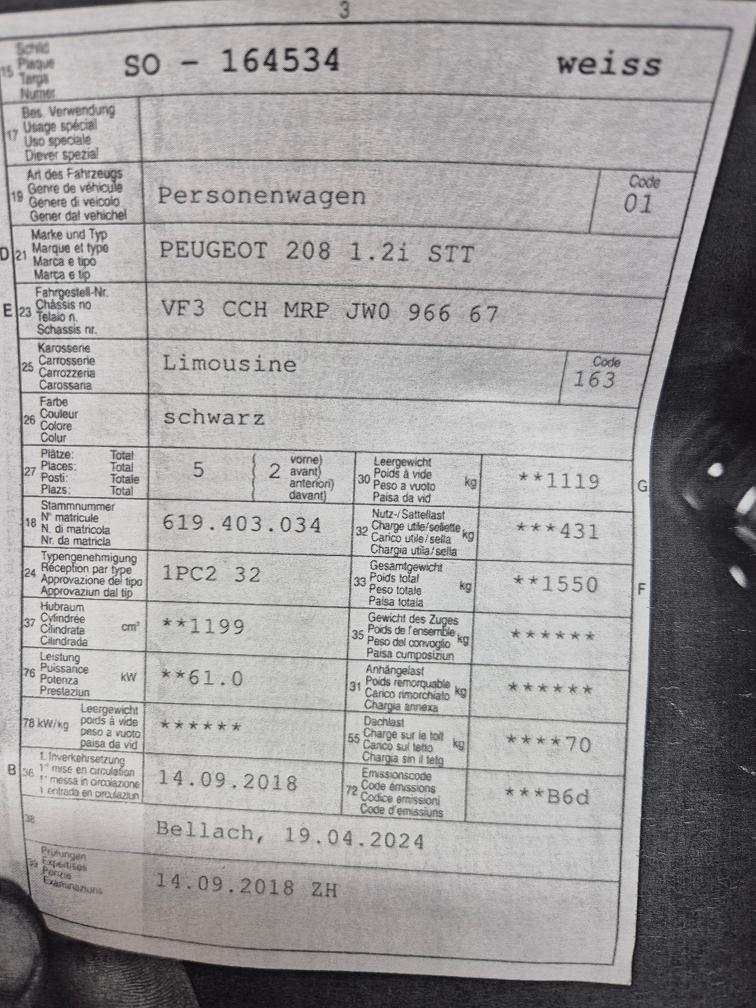 3
15 Schild Plaque Targa Numer SO - 164534 weiss
17 Bes. Verwendung Usage spécial Uso speciale Diever spezial
19 Art des Fahrzeugs Genre de véhicule Genere di veicolo Gener dal vehichel Personenwagen Code 01
D 21 Marke und Typ Marque et type Marca e tipo Marca e tip PEUGEOT 208 1.2i STT
E 23 Fahrgestell-Nr. Châssis no Telaio n. Schassis nr. VF3 CCH MRP JW0 966 67
25 Karosserie Carrosserie Carrozzeria Carossaria Limousine Code 163
26 Farbe Couleur Colore Colur schwarz
27 Plätze: Total Places: Total Posti: Totale Plazs: Total 5 2 vorne) avant) anteriori) davant) 30 Leergewicht Poids à vide Peso a vuoto Paisa da vid kg **1119 G
18 Stammnummer N° matricule N. di matricola Nr. da matricla 619.403.034 32 Nutz-/Sattellast Charge utile/sellette Carico utile/sella Chargia utila/sella kg ***431
24 Typengenehmigung Réception par type Approvazione del tipo Approvaziun dal tip 1PC2 32 33 Gesamtgewicht Poids total Peso totale Paisa totala kg **1550 F
37 Hubraum Cylindrée Cilindrata Cilindrada cm³ **1199 35 Gewicht des Zuges Poids de l'ensemble Peso del convoglio Paisa cumposiziun kg ******
76 Leistung Puissance Potenza Prestaziun kW **61.0 31 Anhängelast Poids remorquable Carico rimorchiato Chargia annexa kg ******
78 kW/kg Leergewicht poids à vide peso a vuoto paisa da vid ****** 55 Dachlast Charge sur le toit Carico sul tetto Chargia sin il tetg kg ****70
B 36 1. Inverkehrsetzung 1re mise en circulation 1a messa in circolazione 1 entrada en circulaziun 14.09.2018 72 Emissionscode Code émissions Codice emissioni Code d'emissiuns ***B6d
38 Bellach, 19.04.2024
39 Prüfungen Expertises Perizie Examinaziuns 14.09.2018 ZH